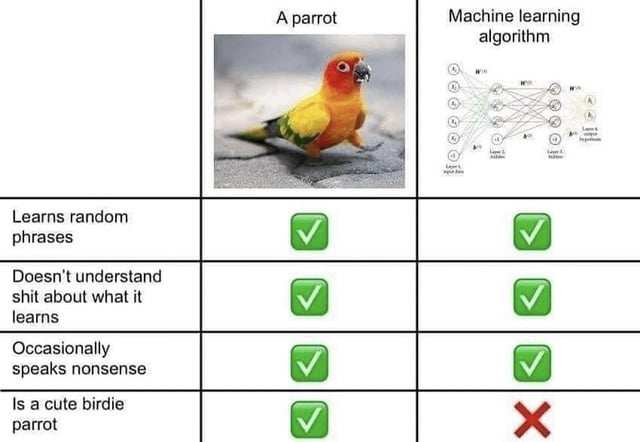 A parrot
Machine learning
algorithm
Learns random
phrases
Doesn't understand
shit about what it
learns
Occasionally
speaks nonsense
Is a cute birdie
parrot